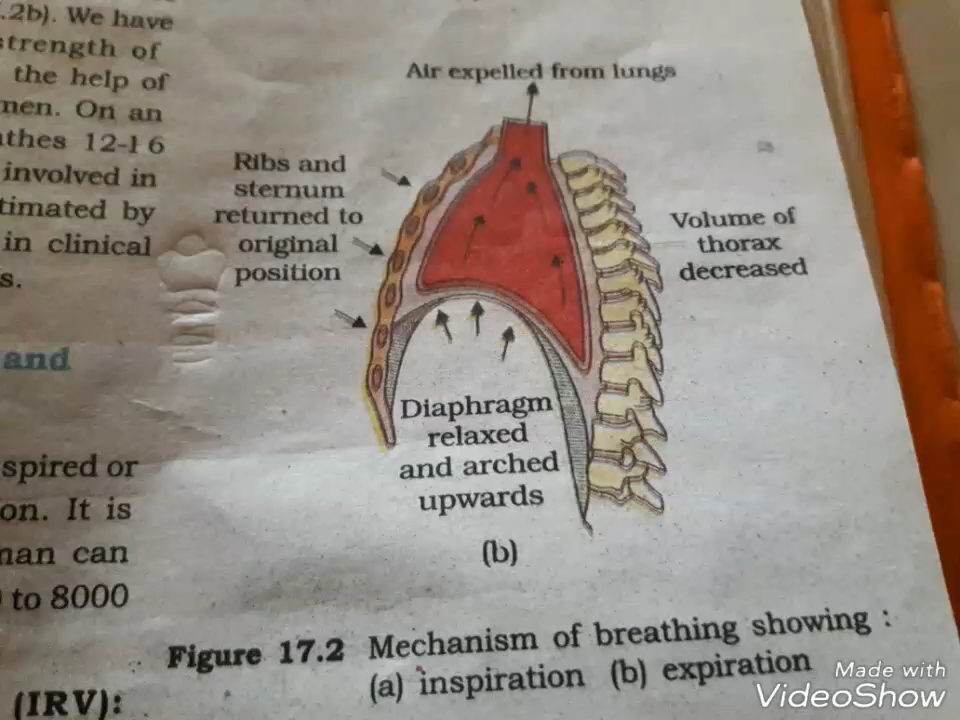 .2b). We have
strength of
the help of
men. On an
athes 12-16
involved in
timated by
in clinical
s.
and
spired or
on. It is
man can
to 8000
(IRV):
Air expelled from lungs
Ribs and
sternum
returned to
original
position
Volume of
thorax
decreased
Diaphragm
relaxed
and arched
upwards
(b)
Figure 17.2 Mechanism of breathing showing :
(a) inspiration (b) expiration
Made with
VideoShow